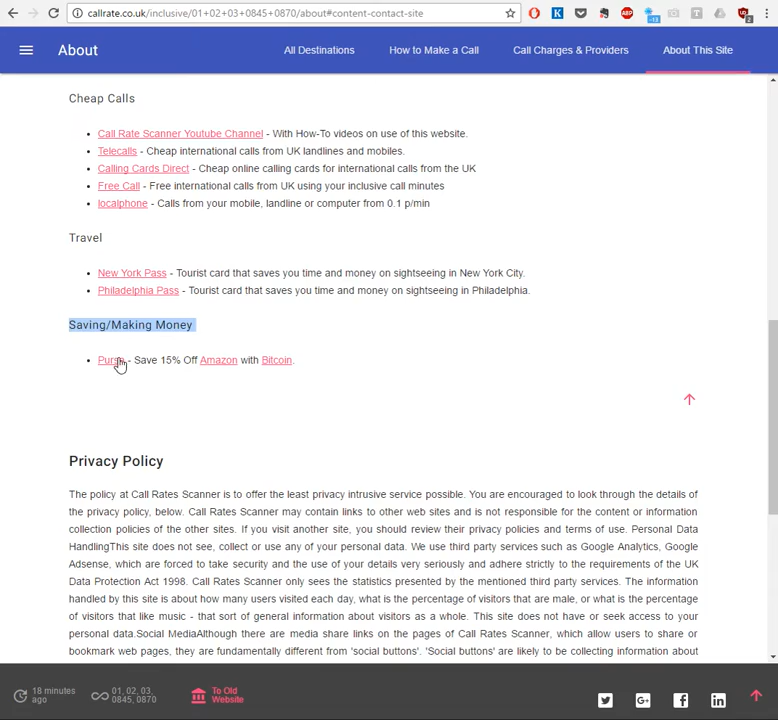 callrate.co.uk/inclusive/01+02+03+0845+0870/about#content-contact-site
About
All Destinations
How to Make a Call
Call Charges & Providers
About This Site
Cheap Calls
Call Rate Scanner Youtube Channel - With How-To videos on use of this website.
Telecalls - Cheap international calls from UK landlines and mobiles.
Calling Cards Direct - Cheap online calling cards for international calls from the UK
Free Call - Free international calls from UK using your inclusive call minutes
localphone - Calls from your mobile, landline or computer from 0.1 p/min
Travel
New York Pass - Tourist card that saves you time and money on sightseeing in New York City.
Philadelphia Pass - Tourist card that saves you time and money on sightseeing in Philadelphia.
Saving/Making Money
- Save 15% Off Amazon with Bitcoin.
Privacy Policy
The policy at Call Rates Scanner is to offer the least privacy intrusive service possible. You are encouraged to look through the details of
the privacy policy, below. Call Rates Scanner may contain links to other web sites and is not responsible for the content or information
collection policies of the other sites. If you visit another site, you should review their privacy policies and terms of use. Personal Data
HandlingThis site does not see, collect or use any of your personal data. We use third party services such as Google Analytics, Google
Adsense, which are forced to take security and the use of your details very seriously and adhere strictly to the requirements of the UK
Data Protection Act 1998. Call Rates Scanner only sees the statistics presented by the mentioned third party services. The information
handled by this site is about how many users visited each day, what is the percentage of visitors that are male, or what is the percentage
of visitors that like music - that sort of general information about visitors as a whole. This site does not have or seek access to your
personal data.Social MediaAlthough there are media share links on the pages of Call Rates Scanner, which allow users to share or
bookmark web pages, they are fundamentally different from 'social buttons'. 'Social buttons' are likely to be collecting information about
18 minutes
ago
01, 02, 03,
0845, 0870
To Old
Website